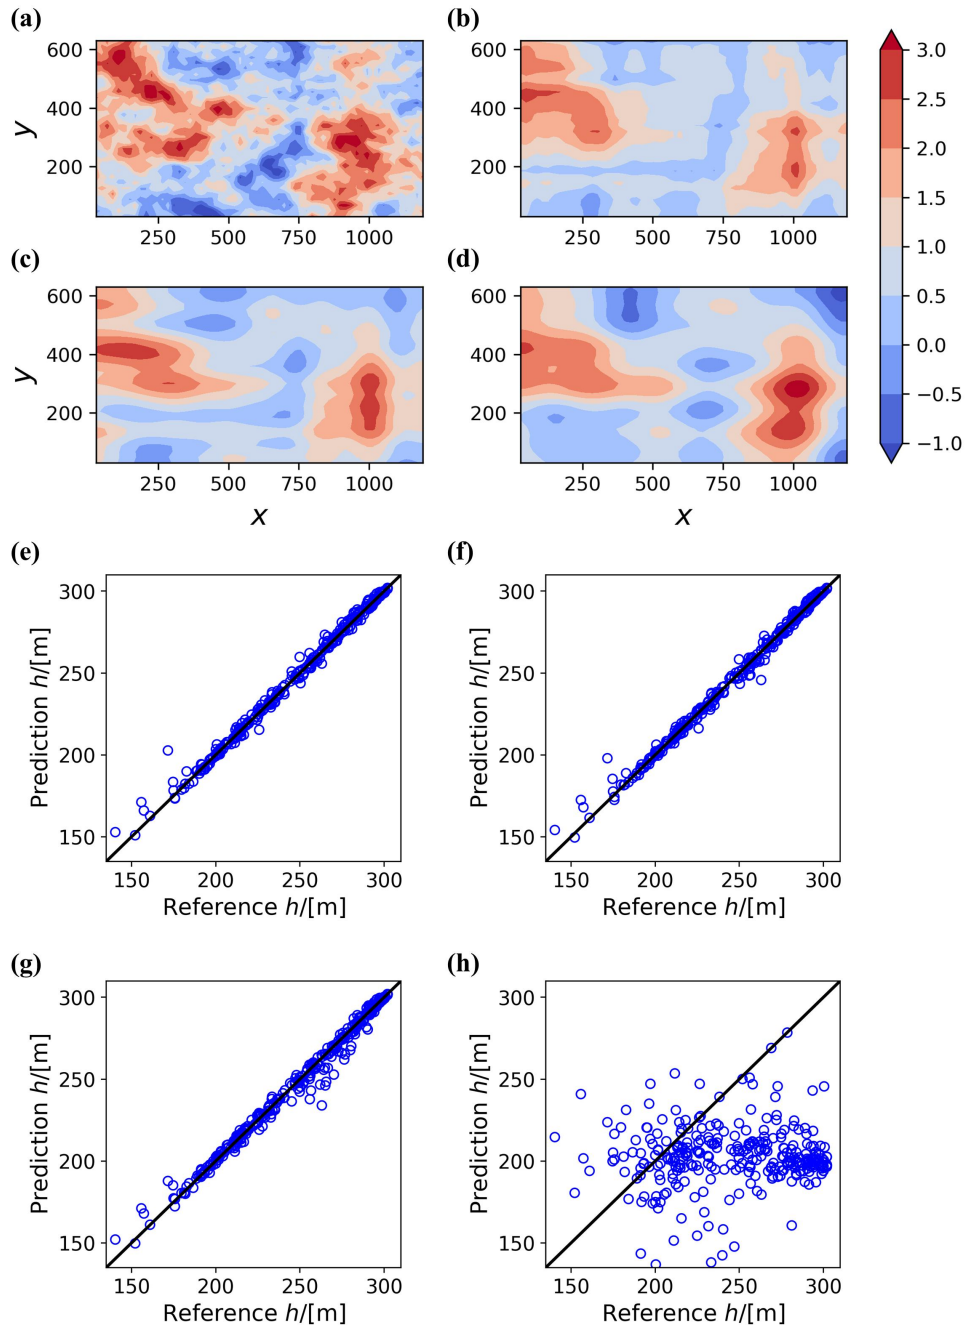 (a)
(b)
600
400
200
y
250 500 750 1000
600
400
200
250 500 750 1000
3.0
2.5
2.0
1.5
1.0
0.5
0.0
−0.5
−1.0
(c)
(d)
600
400
200
y
250 500 750 1000
x
600
400
200
250 500 750 1000
x
(e)
300
250
200
150
Prediction h/[m]
150 200 250 300
Reference h/[m]
(f)
300
250
200
150
Prediction h/[m]
150 200 250 300
Reference h/[m]
(g)
300
250
200
150
Prediction h/[m]
150 200 250 300
Reference h/[m]
(h)
300
250
200
150
Prediction h/[m]
150 200 250 300
Reference h/[m]